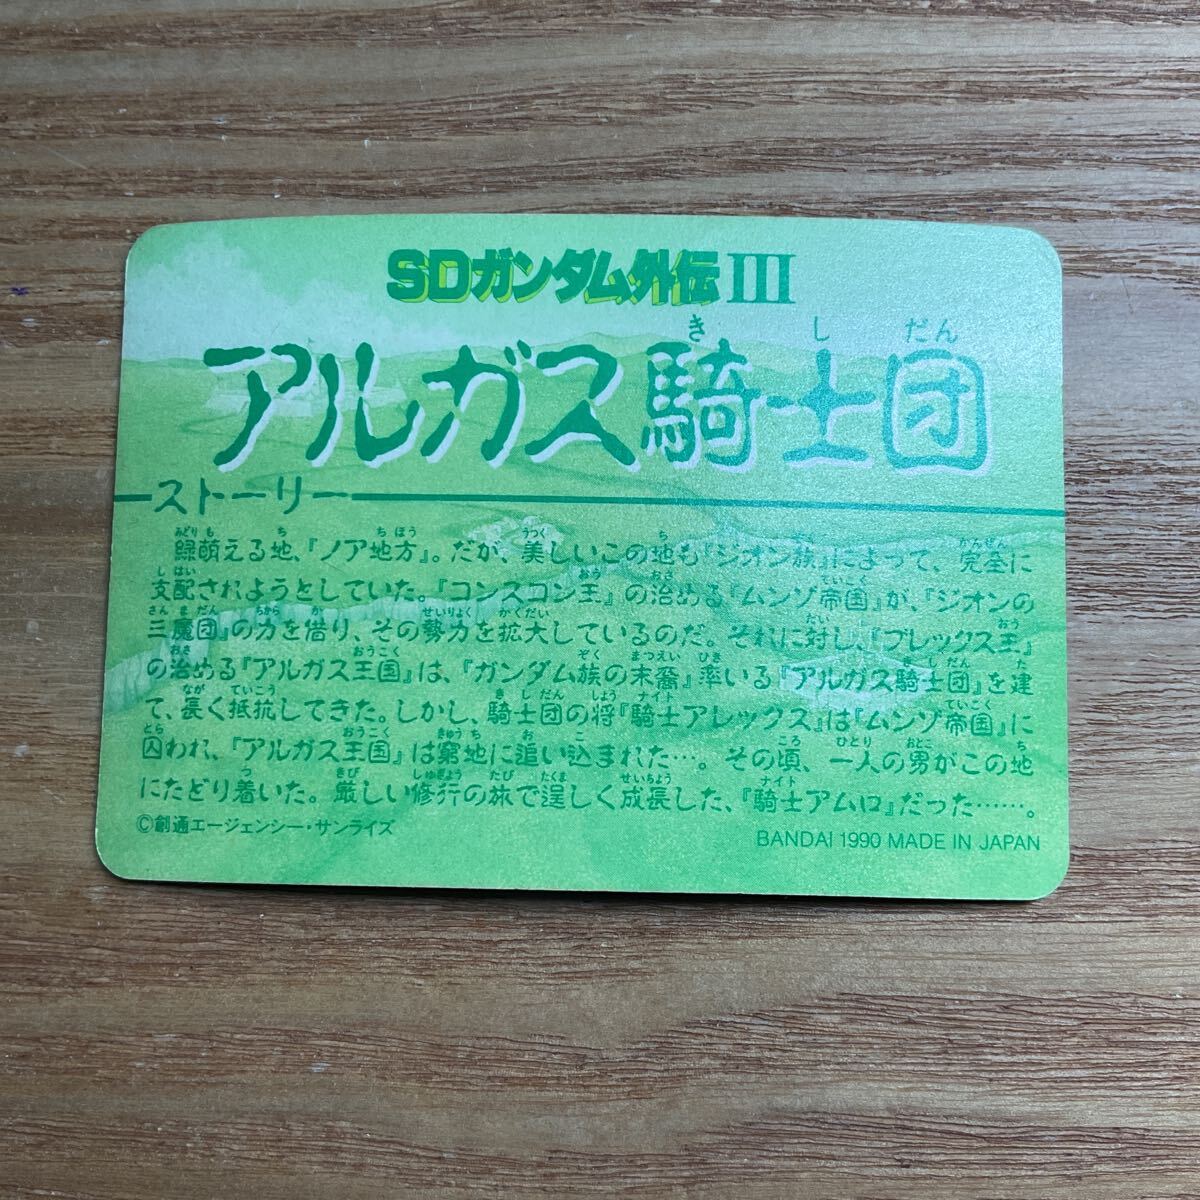 SDガンダム外伝III
き し だん
アルガス騎士団
ストーリー
緑萌える地、『ノア地方』。だが、美しいこの地も『ジオン族』によって、完全に
支配されようとしていた。『コンスコン王』の治める『ムンゾ帝国』が、『ジオンの
三魔団』の力を借り、その勢力を拡大しているのだ。それに対し、『ブレックス王』
の治める『アルガス王国』は、『ガンダム族の末裔』率いる『アルガス騎士団』を建
て、長く抵抗してきた。しかし、騎士団の将『騎士アレックス』は『ムンゾ帝国』に
囚われ、『アルガス王国』は窮地に追い込まれた…。その頃、一人の男がこの地
にたどり着いた。厳しい修行の旅で逞しく成長した、『騎士アムロ』だった……。
©創通エージェンシー・サンライズ
BANDAI 1990 MADE IN JAPAN